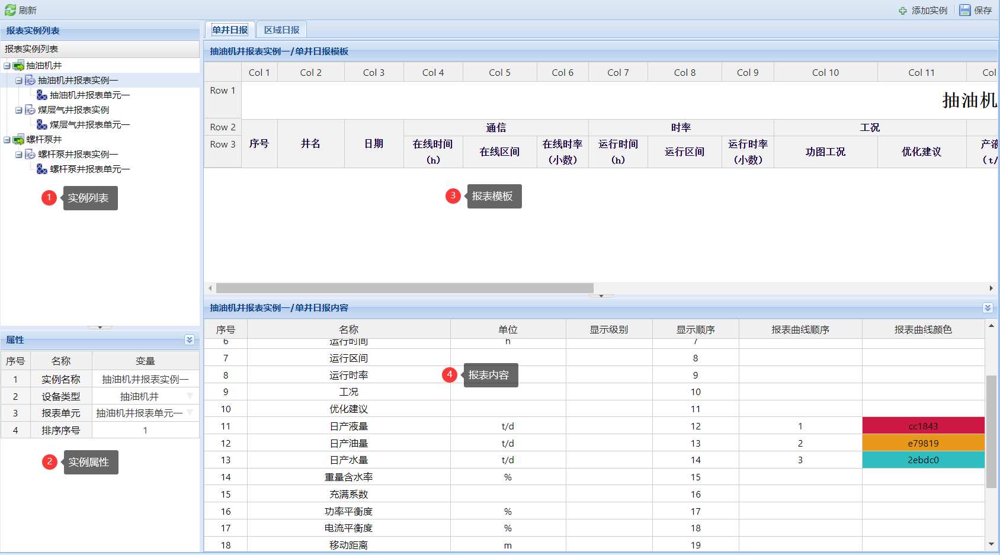 刷新
添加实例 保存
报表实例列表
报表实例列表
抽油机井
抽油机井报表实例一
抽油机井报表单元一
煤层气井报表实例
煤层气井报表单元一
螺杆泵井
螺杆泵井报表实例一
螺杆泵井报表单元一
1 实例列表
属性
序号 名称 变量
1 实例名称 抽油机井报表实例一
2 设备类型 抽油机井
3 报表单元 抽油机井报表单元一
4 排序序号 1
2 实例属性
单井日报 区域日报
抽油机井报表实例一/单井日报模板
Col 1 Col 2 Col 3 Col 4 Col 5 Col 6 Col 7 Col 8 Col 9 Col 10 Col 11 Col
Row 1 抽油机
Row 2 通信 时率 工况
Row 3 序号 井名 日期 在线时间 在线区间 在线时率 运行时间 运行区间 运行时率 功图工况 优化建议 产液
(h) (小数) (h) (小数) (t/
3 报表模板
抽油机井报表实例一/单井日报内容
序号 名称 单位 显示级别 显示顺序 报表曲线顺序 报表曲线颜色
6 运行时间 h 7
7 运行区间 8
8 运行时率 9
4 报表内容
9 工况 10
10 优化建议 11
11 日产液量 t/d 12 1 cc1843
12 日产油量 t/d 13 2 e79819
13 日产水量 t/d 14 3 2ebdc0
14 重量含水率 % 15
15 充满系数 16
16 功率平衡度 % 17
17 电流平衡度 % 18
18 移动距离 m 19